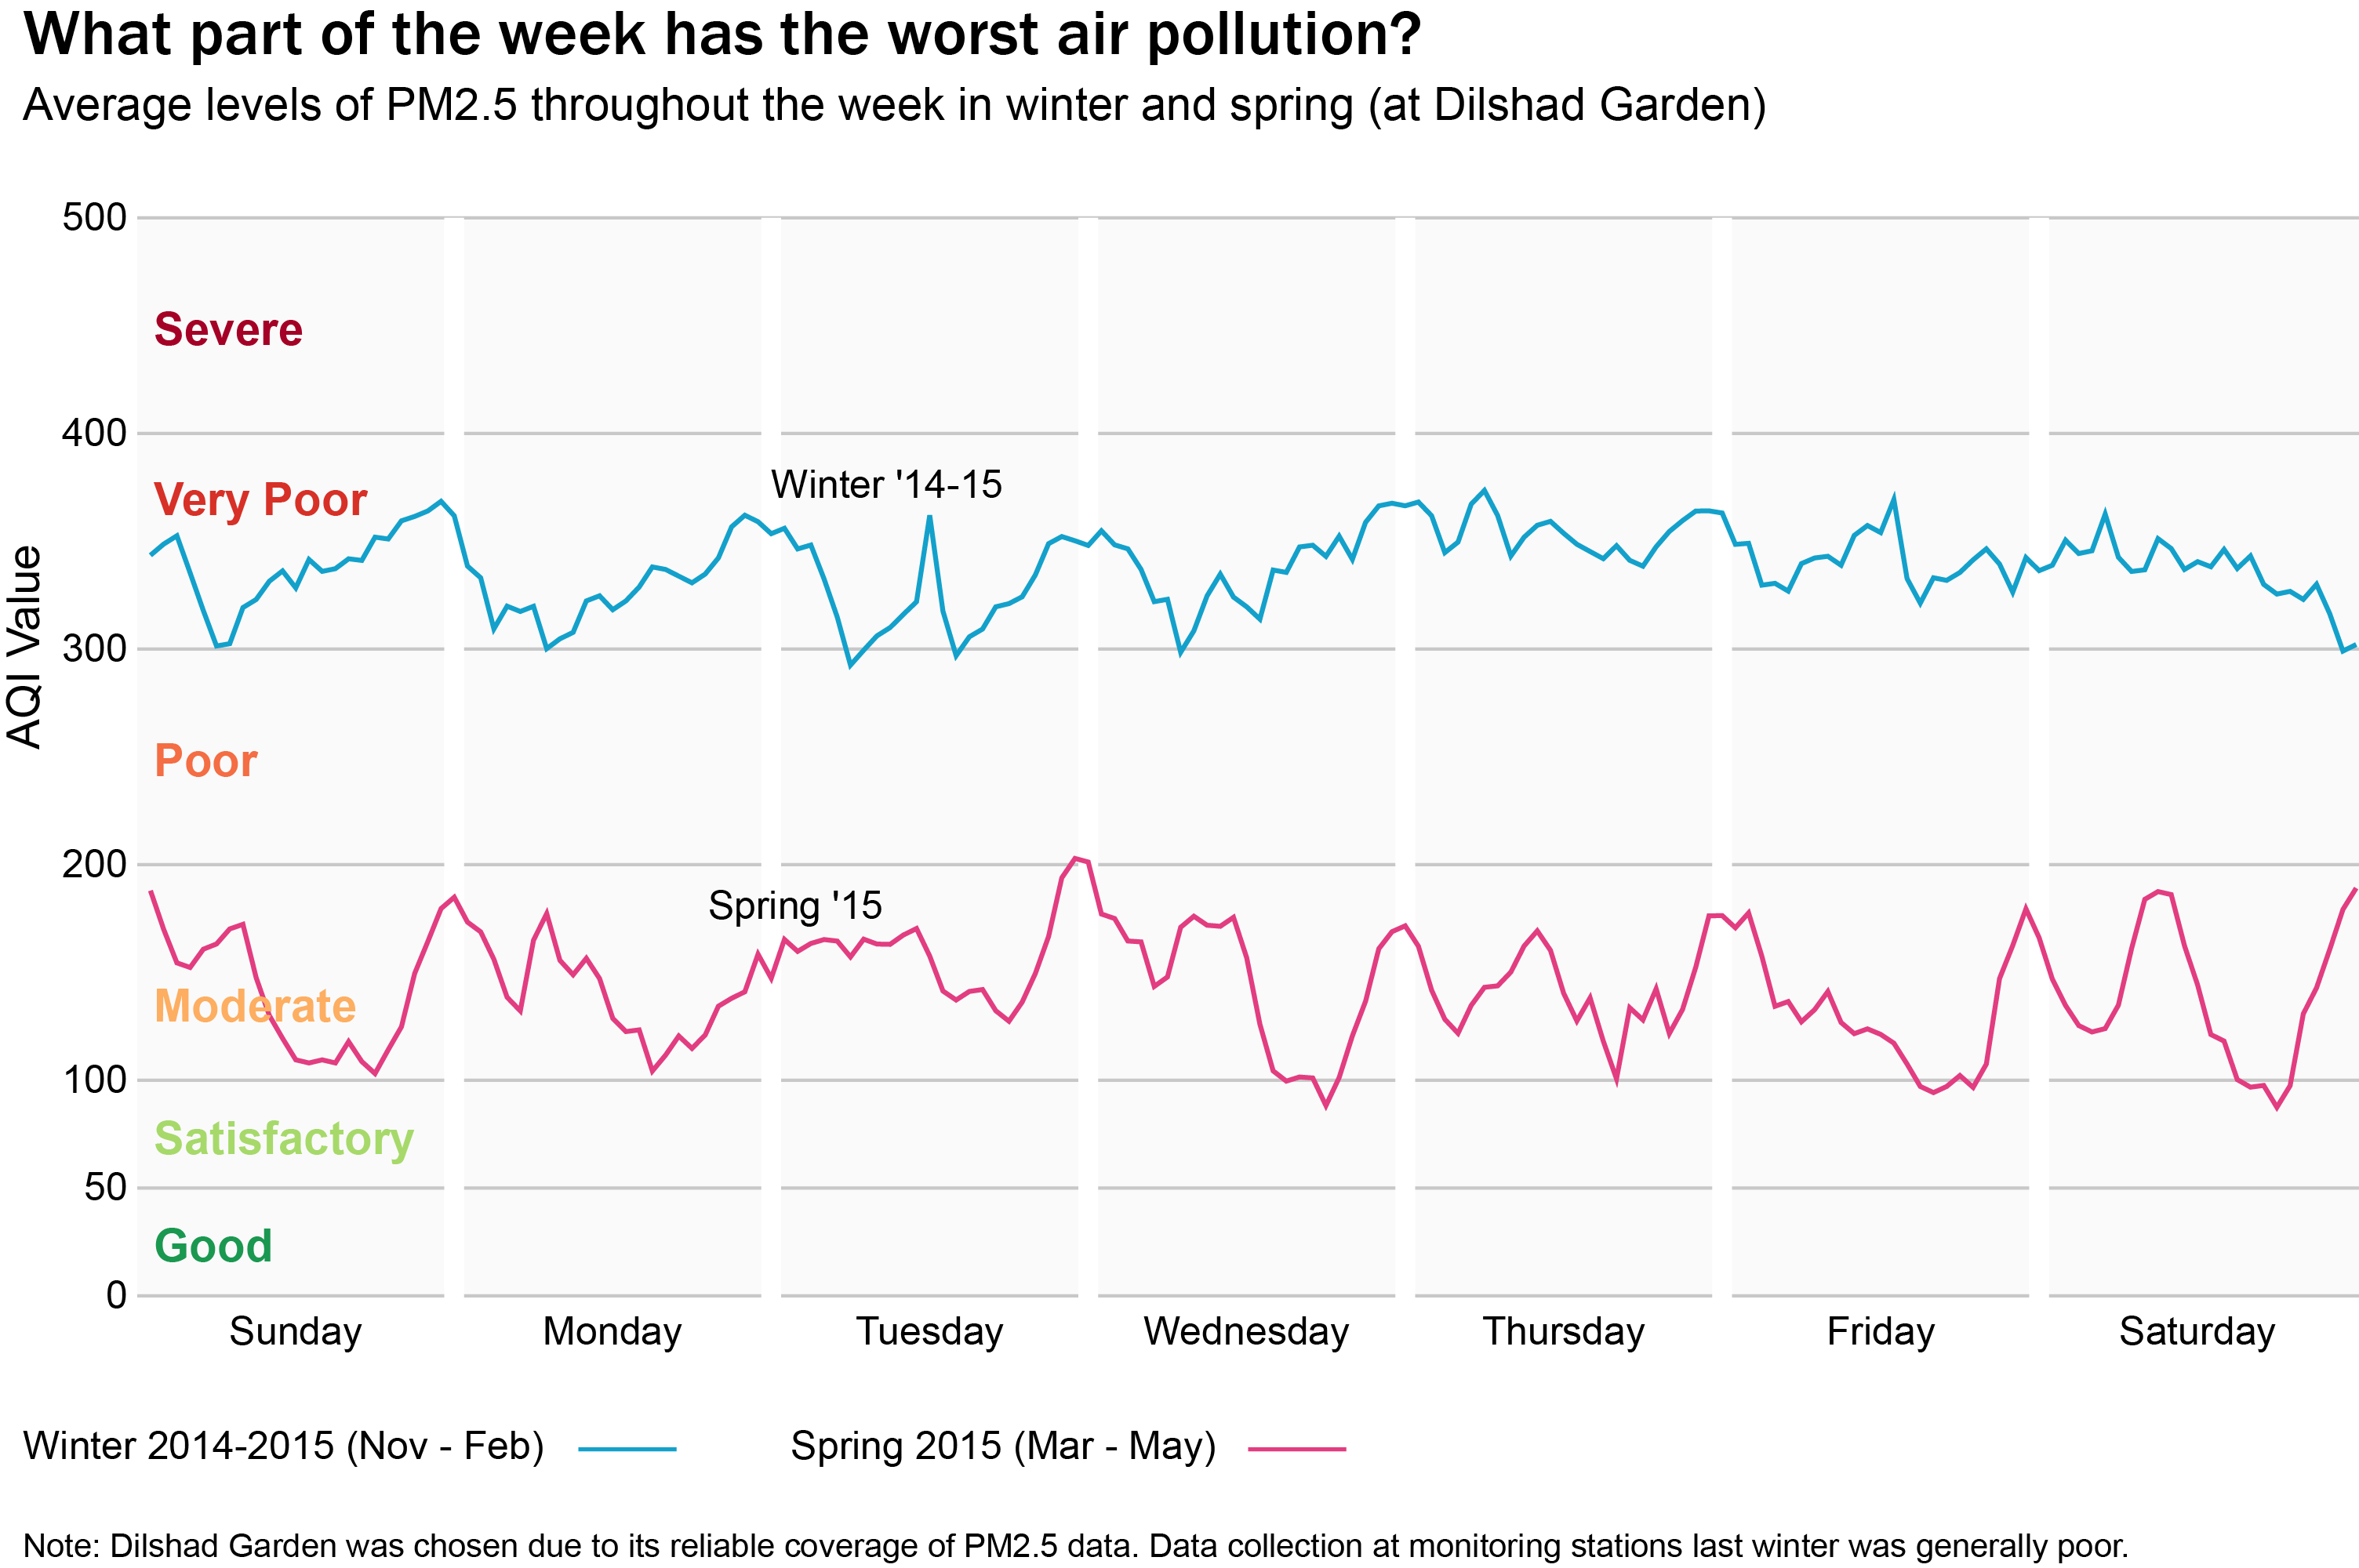 What part of the week has the worst air pollution?
Average levels of PM2.5 throughout the week in winter and spring (at Dilshad Garden)
500
Severe
400
Winter '14-15
Very Poor
AQI Value
300
Poor
200
Spring '15
Moderate
100
Satisfactory
50
Good
0
Sunday Monday Tuesday Wednesday Thursday Friday Saturday
Winter 2014-2015 (Nov - Feb) Spring 2015 (Mar - May)
Note: Dilshad Garden was chosen due to its reliable coverage of PM2.5 data. Data collection at monitoring stations last winter was generally poor.